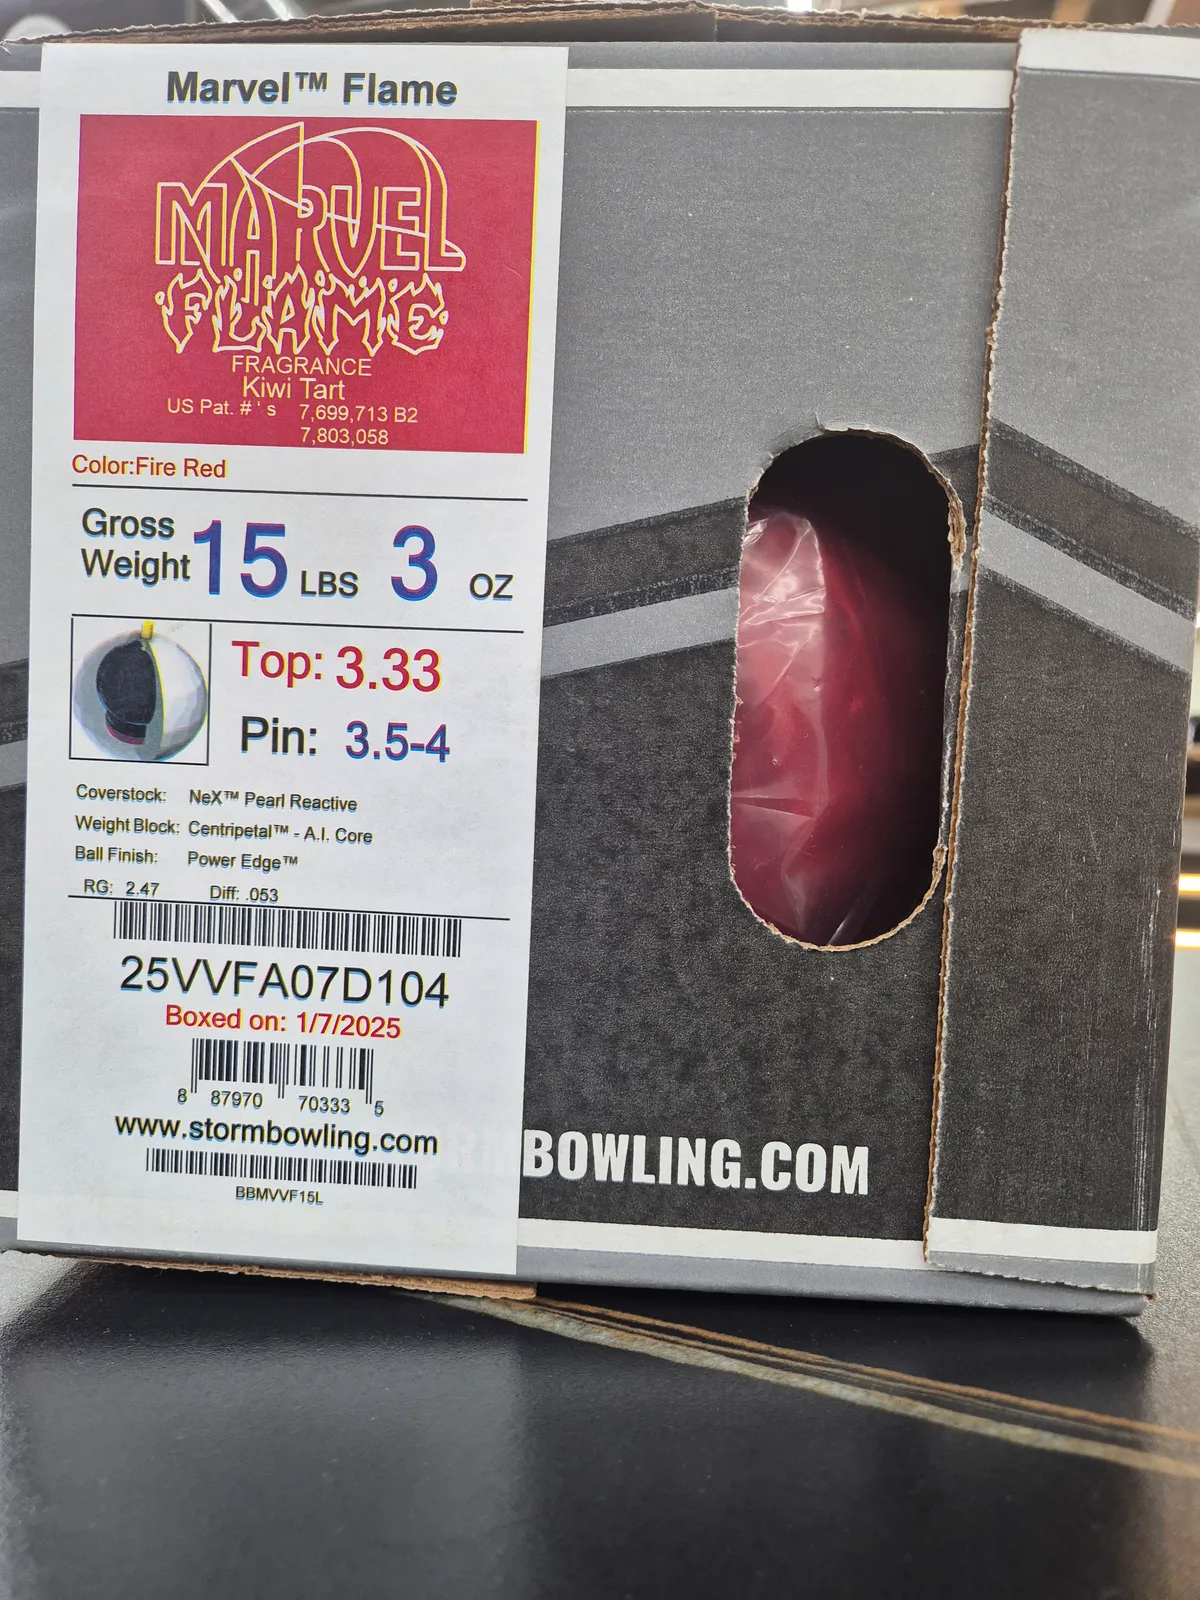 Marvel™ Flame
MARVEL
FLAME
FRAGRANCE
Kiwi Tart
US Pat. #'s 7,699,713 B2
7,803,058
Color:Fire Red
Gross Weight 15 LBS 3 OZ
Top: 3.33
Pin: 3.5-4
Coverstock: NeX™ Pearl Reactive
Weight Block: Centripetal™ - A.I. Core
Ball Finish: Power Edge™
RG: 2.47 Diff: .053
25VVFA07D104
Boxed on: 1/7/2025
8 87970 70333 5
www.stormbowling.com
BBMVVF15L
RMBOWLING.COM